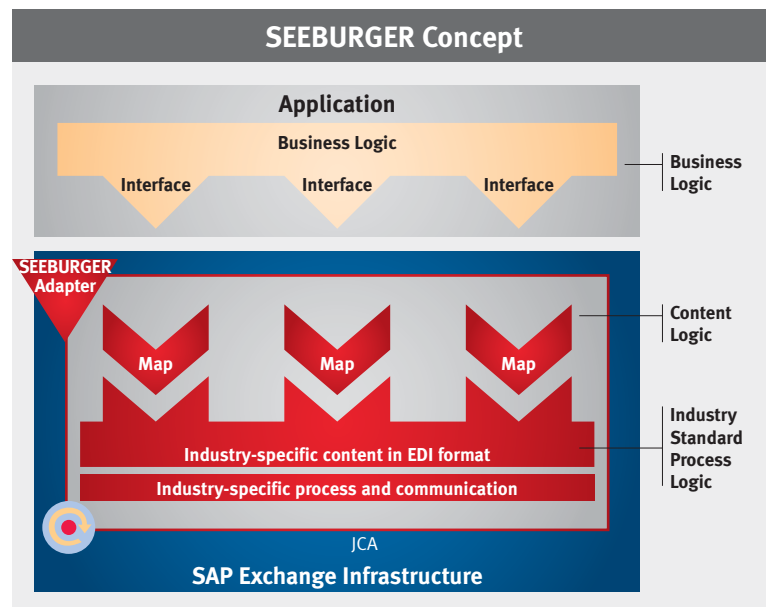 SEEBURGER Concept
Application
Business Logic
Interface
Interface
Interface
Business
Logic
SEEBURGER
Adapter
Map
Map
Map
Content
Logic
Industry-specific content in EDI format
Industry-specific process and communication
Industry
Standard
Process
Logic
JCA
SAP Exchange Infrastructure